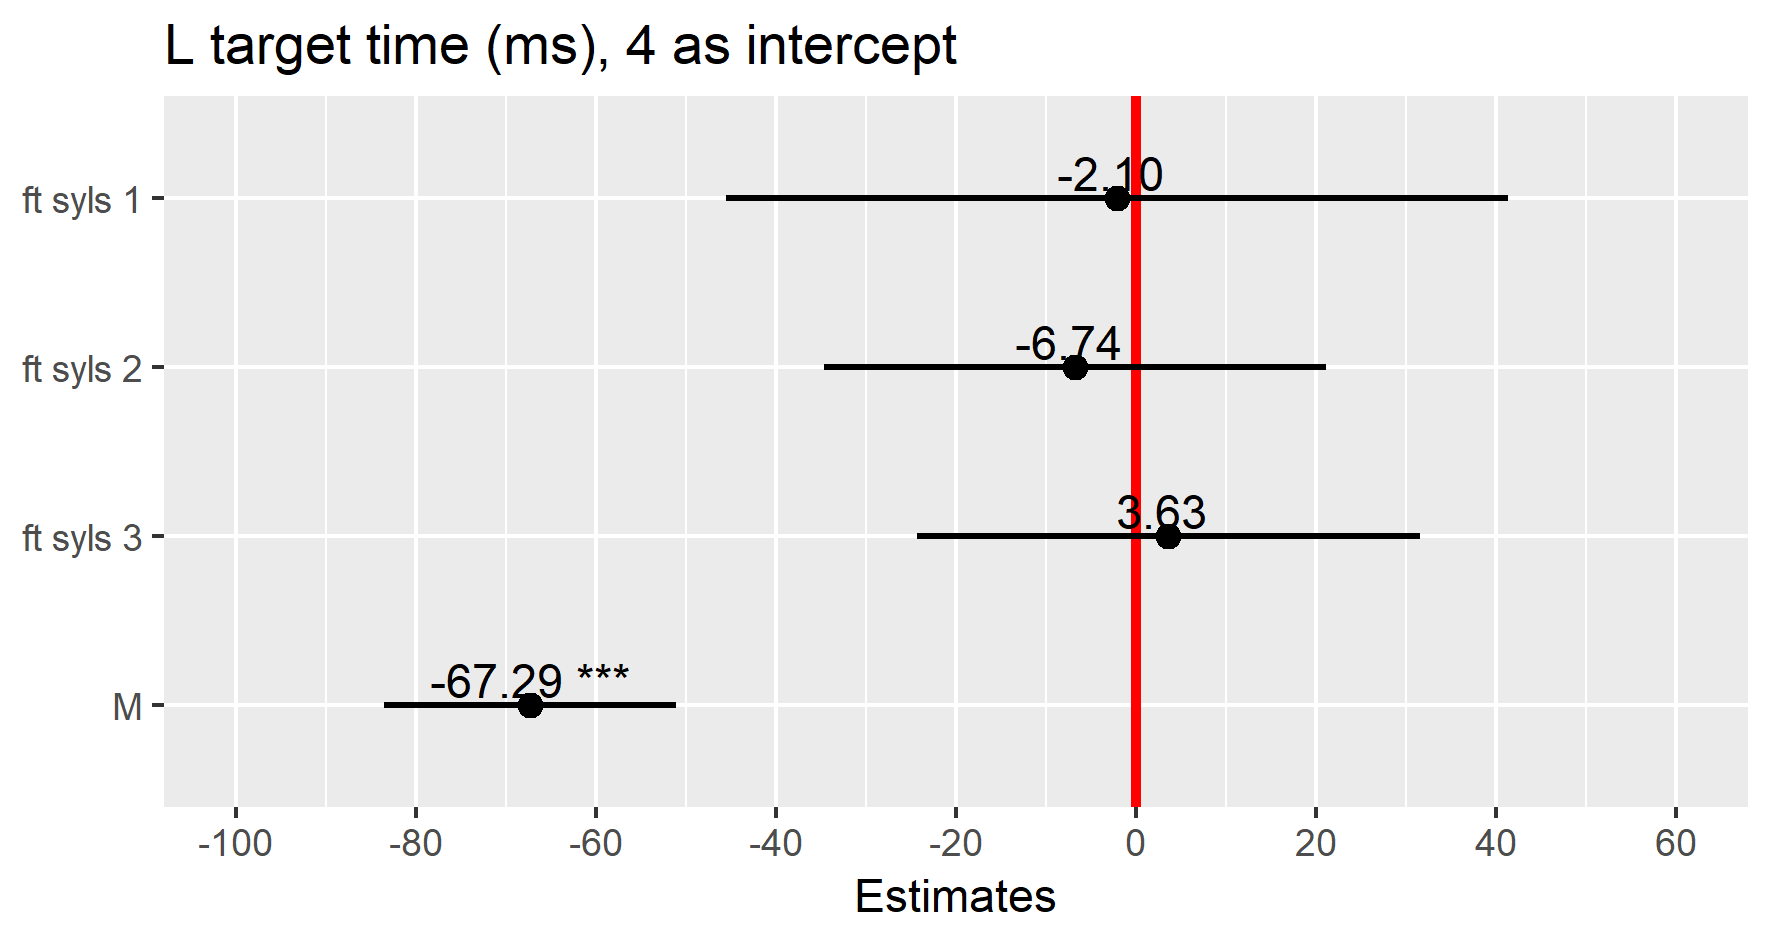 L target time (ms), 4 as intercept
ft syls 1
-2.10
ft syls 2
-6.74
ft syls 3
3.63
M
-67.29 ***
-100 -80 -60 -40 -20 0 20 40 60
Estimates